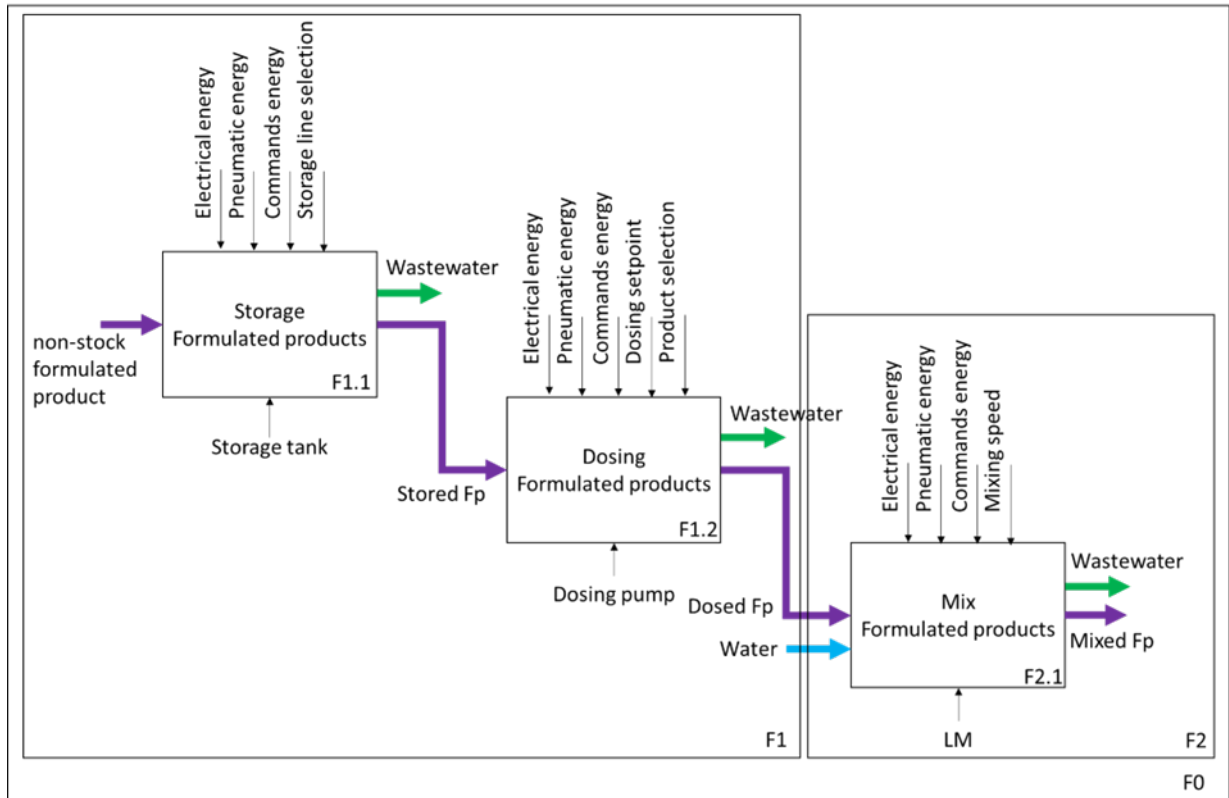 Electrical energy
Pneumatic energy
Commands energy
Storage line selection
Wastewater
Storage
Formulated products
F1.1
non-stock
formulated
product
Storage tank
Stored Fp
Electrical energy
Pneumatic energy
Commands energy
Dosing setpoint
Product selection
Wastewater
Dosing
Formulated products
F1.2
Dosing pump
Dosed Fp
Water
Electrical energy
Pneumatic energy
Commands energy
Mixing speed
Wastewater
Mix
Formulated products
Mixed Fp
F2.1
LM
F1
F2
F0